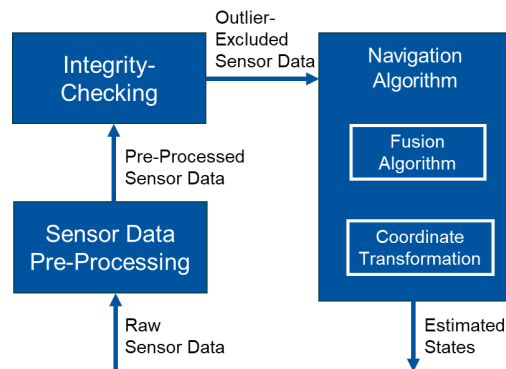 Outlier-
Excluded
Sensor Data
Integrity-
Checking
Navigation
Algorithm
Fusion
Algorithm
Pre-Processed
Sensor Data
Sensor Data
Pre-Processing
Coordinate
Transformation
Raw
Sensor Data
Estimated
States